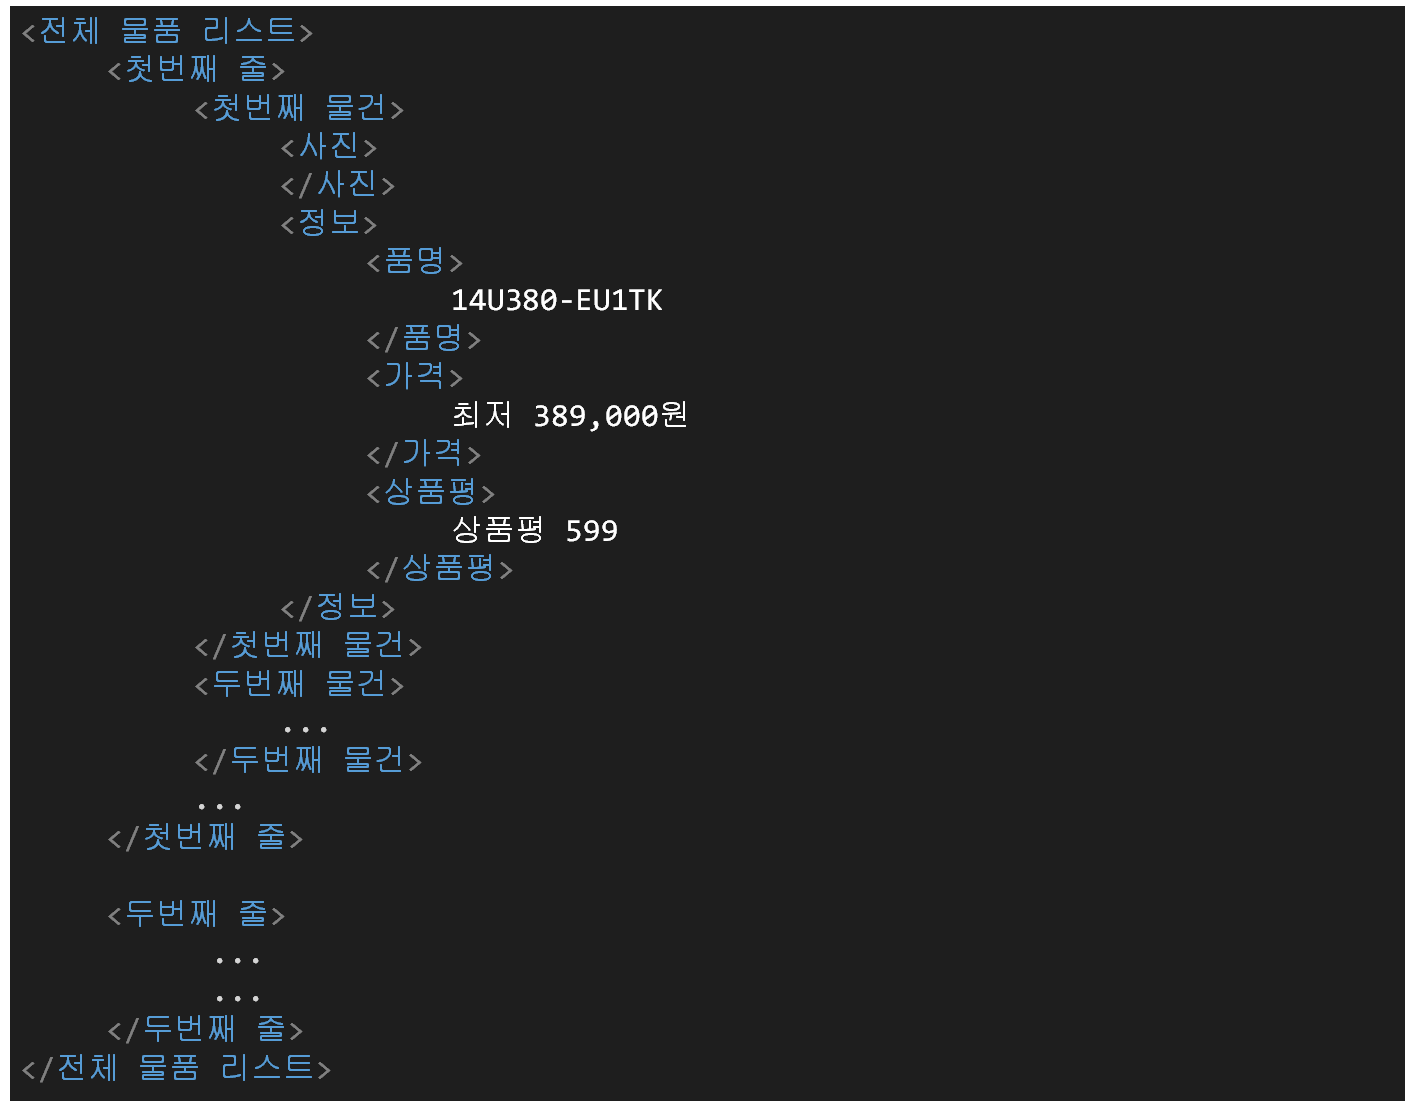 <전체 물품 리스트>
<첫번째 줄>
<첫번째 물건>
<사진>
</사진>
<정보>
<품명>
14U380-EU1TK
</품명>
<가격>
최저 389,000원
</가격>
<상품평>
상품평 599
</상품평>
</정보>
</첫번째 물건>
<두번째 물건>
...
</두번째 물건>
...
</첫번째 줄>
<두번째 줄>
...
...
</두번째 줄>
</전체 물품 리스트>